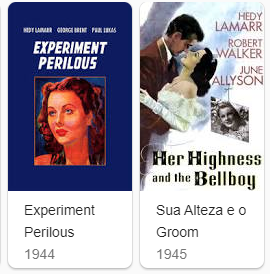 HEDY LAMARR GEORGE BRENT PAUL LUKAS
EXPERIMENT
PERILOUS
Experiment
Perilous
1944
HEDY
LAMARR
ROBERT
WALKER
JUNE
ALLYSON
Her Highness
and the Bellboy
Sua Alteza e o
Groom
1945